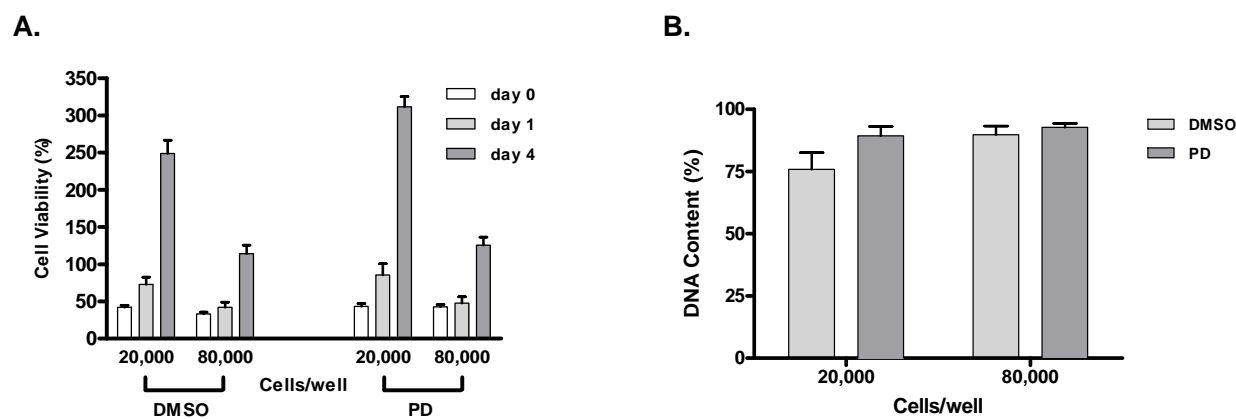 A.
Cell Viability (%)
350
300
250
200
150
100
50
0
day 0
day 1
day 4
20,000
80,000
20,000
80,000
Cells/well
DMSO
PD
B.
DNA Content (%)
100
75
50
25
0
DMSO
PD
20,000
80,000
Cells/well